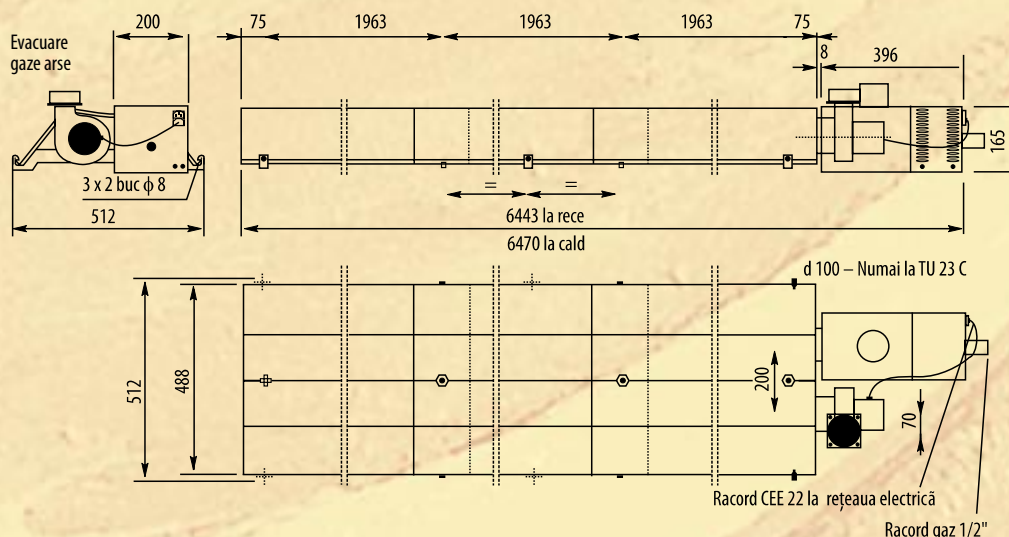 200
75
1963
1963
1963
75
Evacuare
gaze arse
8
396
165
3 x 2 buc ϕ 8
=
=
512
6443 la rece
6470 la cald
d 100 – Numai la TU 23 C
512
488
200
70
Racord CEE 22 la rețeaua electrică
Racord gaz 1/2"